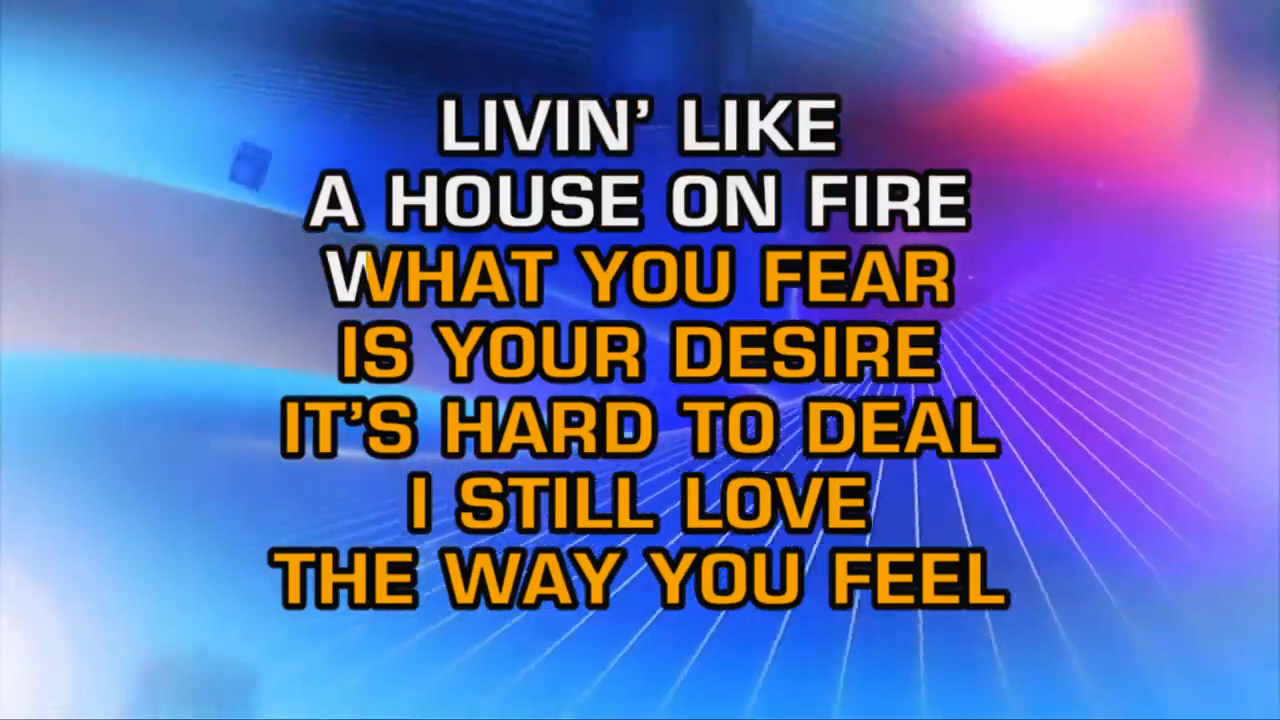 LIVIN’ LIKE
A HOUSE ON FIRE
WHAT YOU FEAR
IS YOUR DESIRE
IT’S HARD TO DEAL
I STILL LOVE
THE WAY YOU FEEL